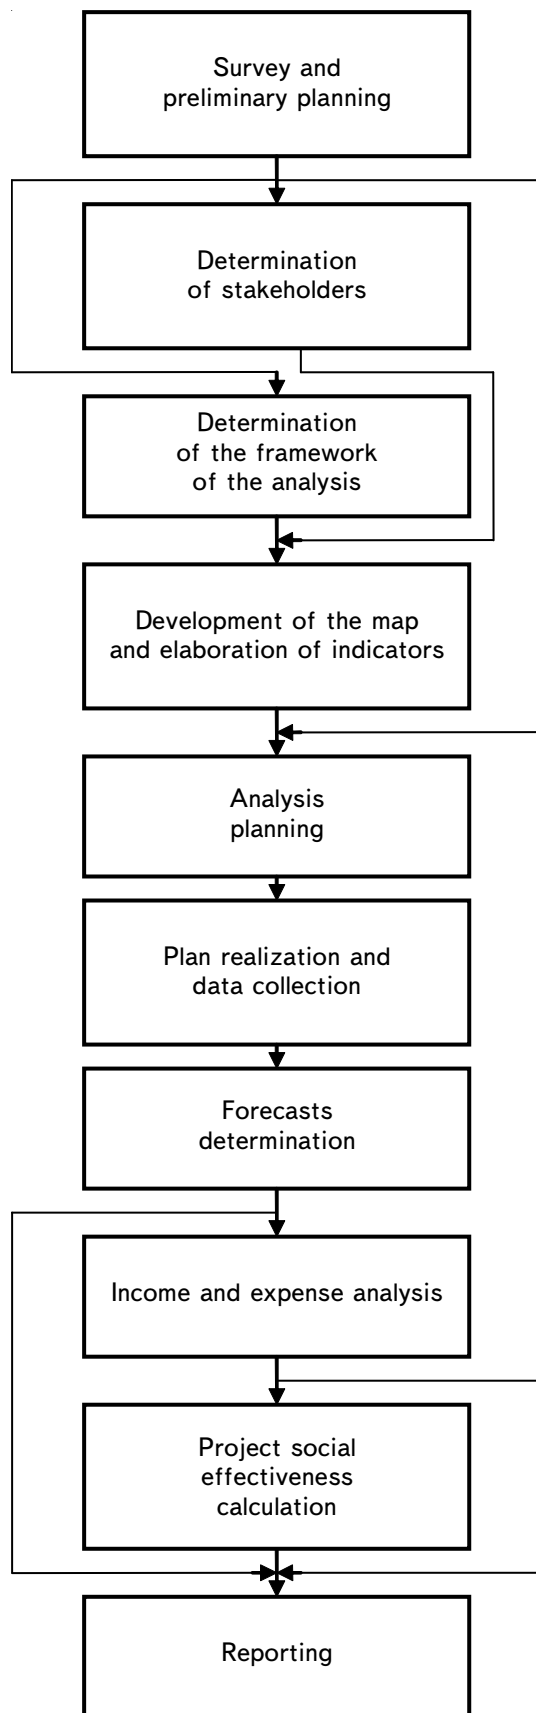 Survey and
preliminary planning
Determination
of stakeholders
Determination
of the framework
of the analysis
Development of the map
and elaboration of indicators
Analysis
planning
Plan realization and
data collection
Forecasts
determination
Income and expense analysis
Project social
effectiveness
calculation
Reporting